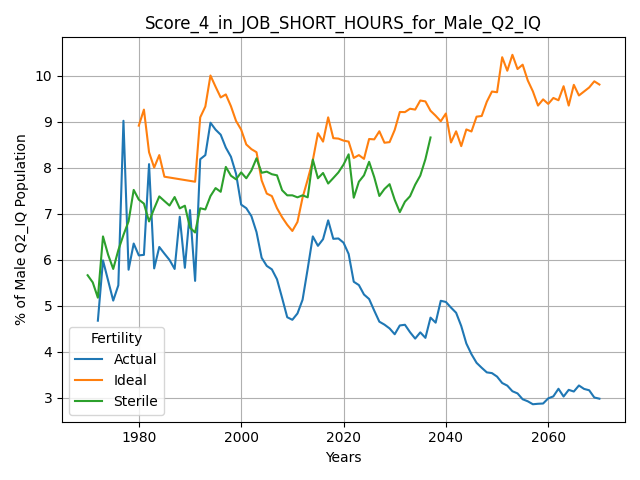 Score_4_in_JOB_SHORT_HOURS_for_Male_Q2_IQ
% of Male Q2_IQ Population
10
9
8
7
6
5
4
3
Fertility
Actual
Ideal
Sterile
1980 2000 2020 2040 2060
Years